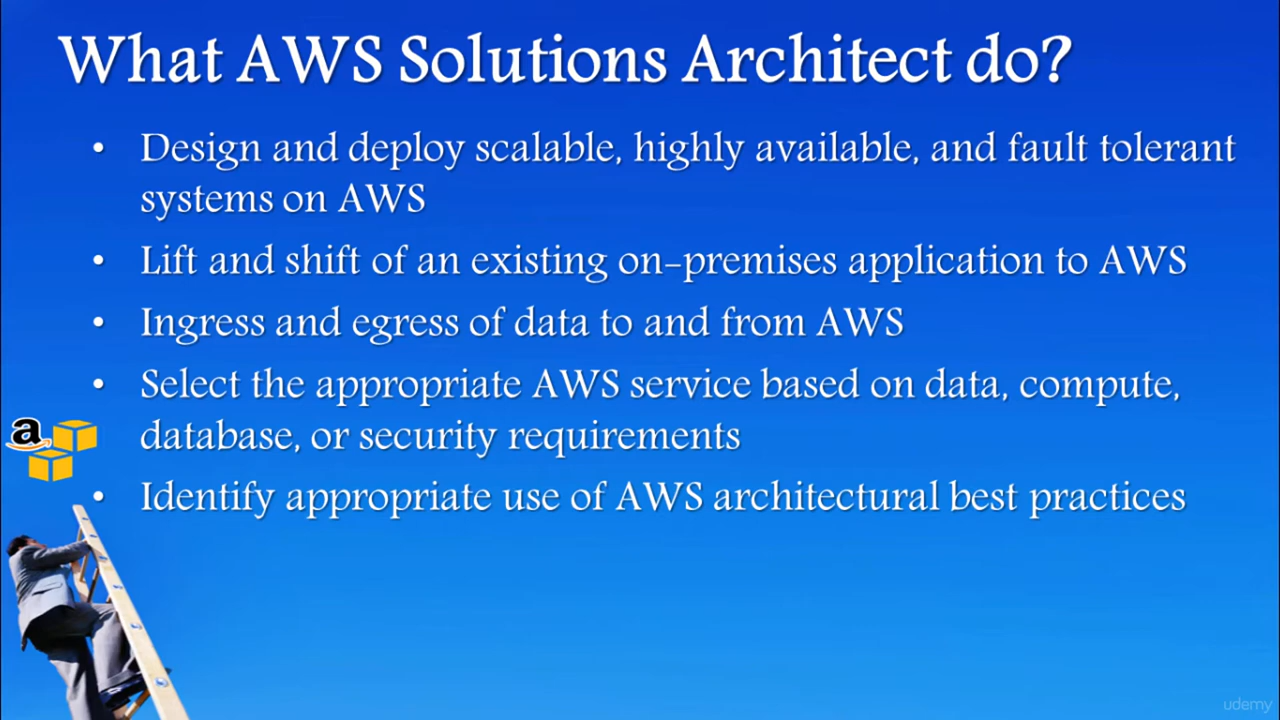 What AWS Solutions Architect do?
• Design and deploy scalable, highly available, and fault tolerant
systems on AWS
• Lift and shift of an existing on-premises application to AWS
• Ingress and egress of data to and from AWS
• Select the appropriate AWS service based on data, compute,
database, or security requirements
• Identify appropriate use of AWS architectural best practices
a
udemy